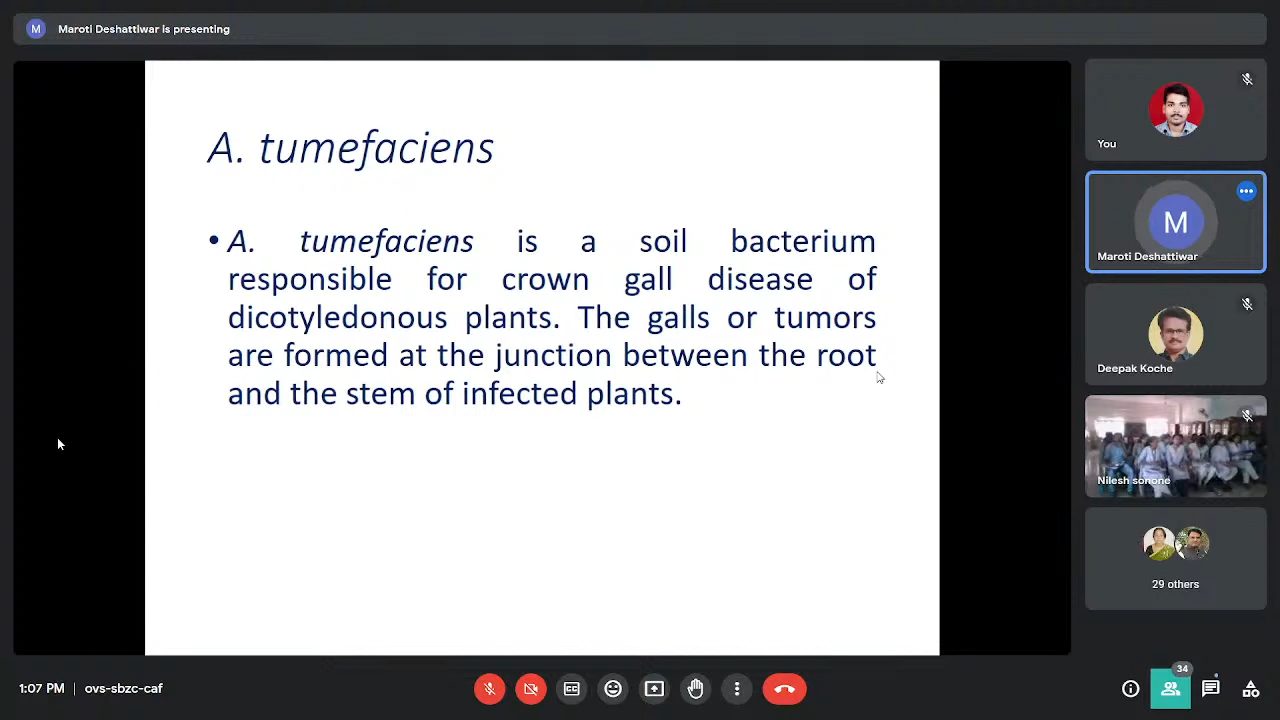 M Maroti Deshattiwar is presenting
A. tumefaciens
• A. tumefaciens is a soil bacterium
responsible for crown gall disease of
dicotyledonous plants. The galls or tumors
are formed at the junction between the root
and the stem of infected plants.
You
M
Maroti Deshattiwar
Deepak Koche
Nilesh sonone
29 others
1:07 PM | ovs-sbzc-caf
34